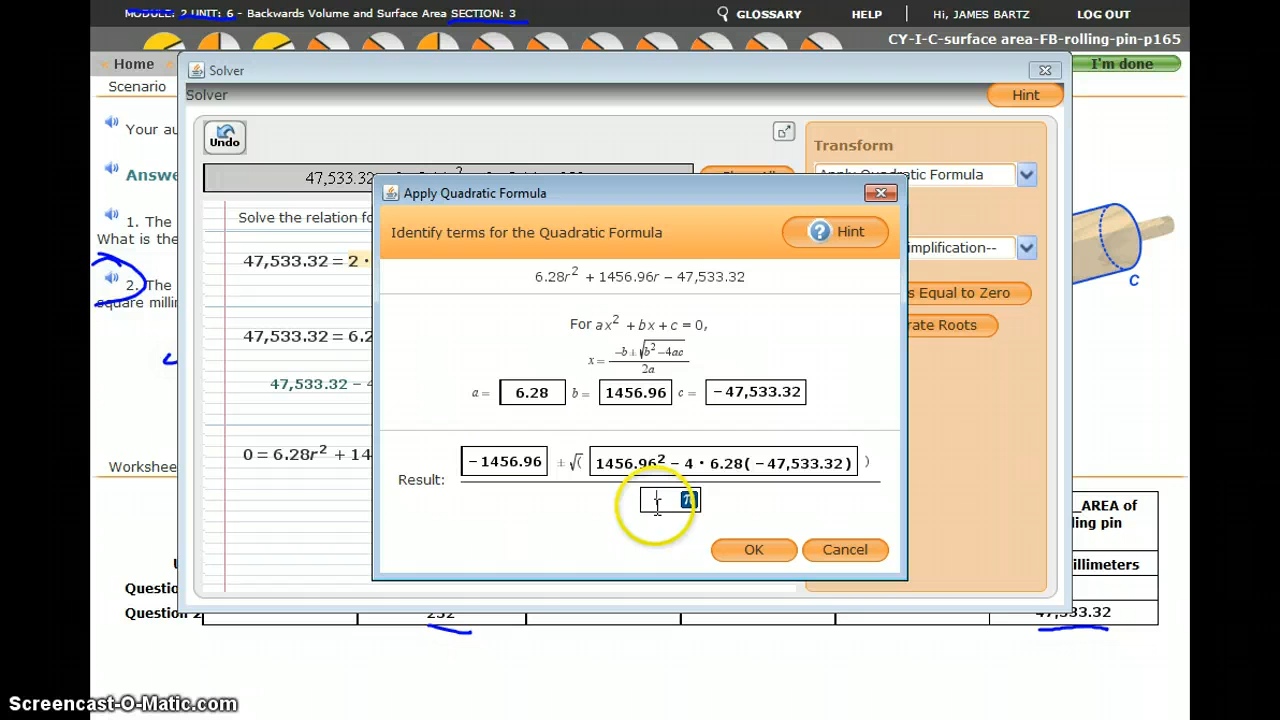 MODULE: 2 UNIT: 6 - Backwards Volume and Surface Area SECTION: 3
GLOSSARY
HELP
Hi, JAMES BARTZ
LOG OUT
CY-I-C-surface area-FB-rolling-pin-p165
Home
Solver
I'm done
Scenario
Solver
Hint
Your au
Undo
Transform
47,533.32
Apply Quadratic Formula
Answe
Apply Quadratic Formula
1. The
Solve the relation fo
Identify terms for the Quadratic Formula
Hint
What is the
implification--
47,533.32 = 2 ·
6.28r² + 1456.96r − 47,533.32
2. The
square milli
C
s Equal to Zero
For ax² + bx + c = 0,
rate Roots
47,533.32 = 6.2
x = −b ± √b² − 4ac
2a
47,533.32 − 4
a = 6.28 b = 1456.96 c = −47,533.32
0 = 6.28r² + 14
−1456.96 ± √( 1456.96² − 4 · 6.28( −47,533.32 ) )
Worksheet
Result:
_AREA of
ling pin
OK
Cancel
illimeters
Questio
Question 2
232
47,533.32
Screencast-O-Matic.com